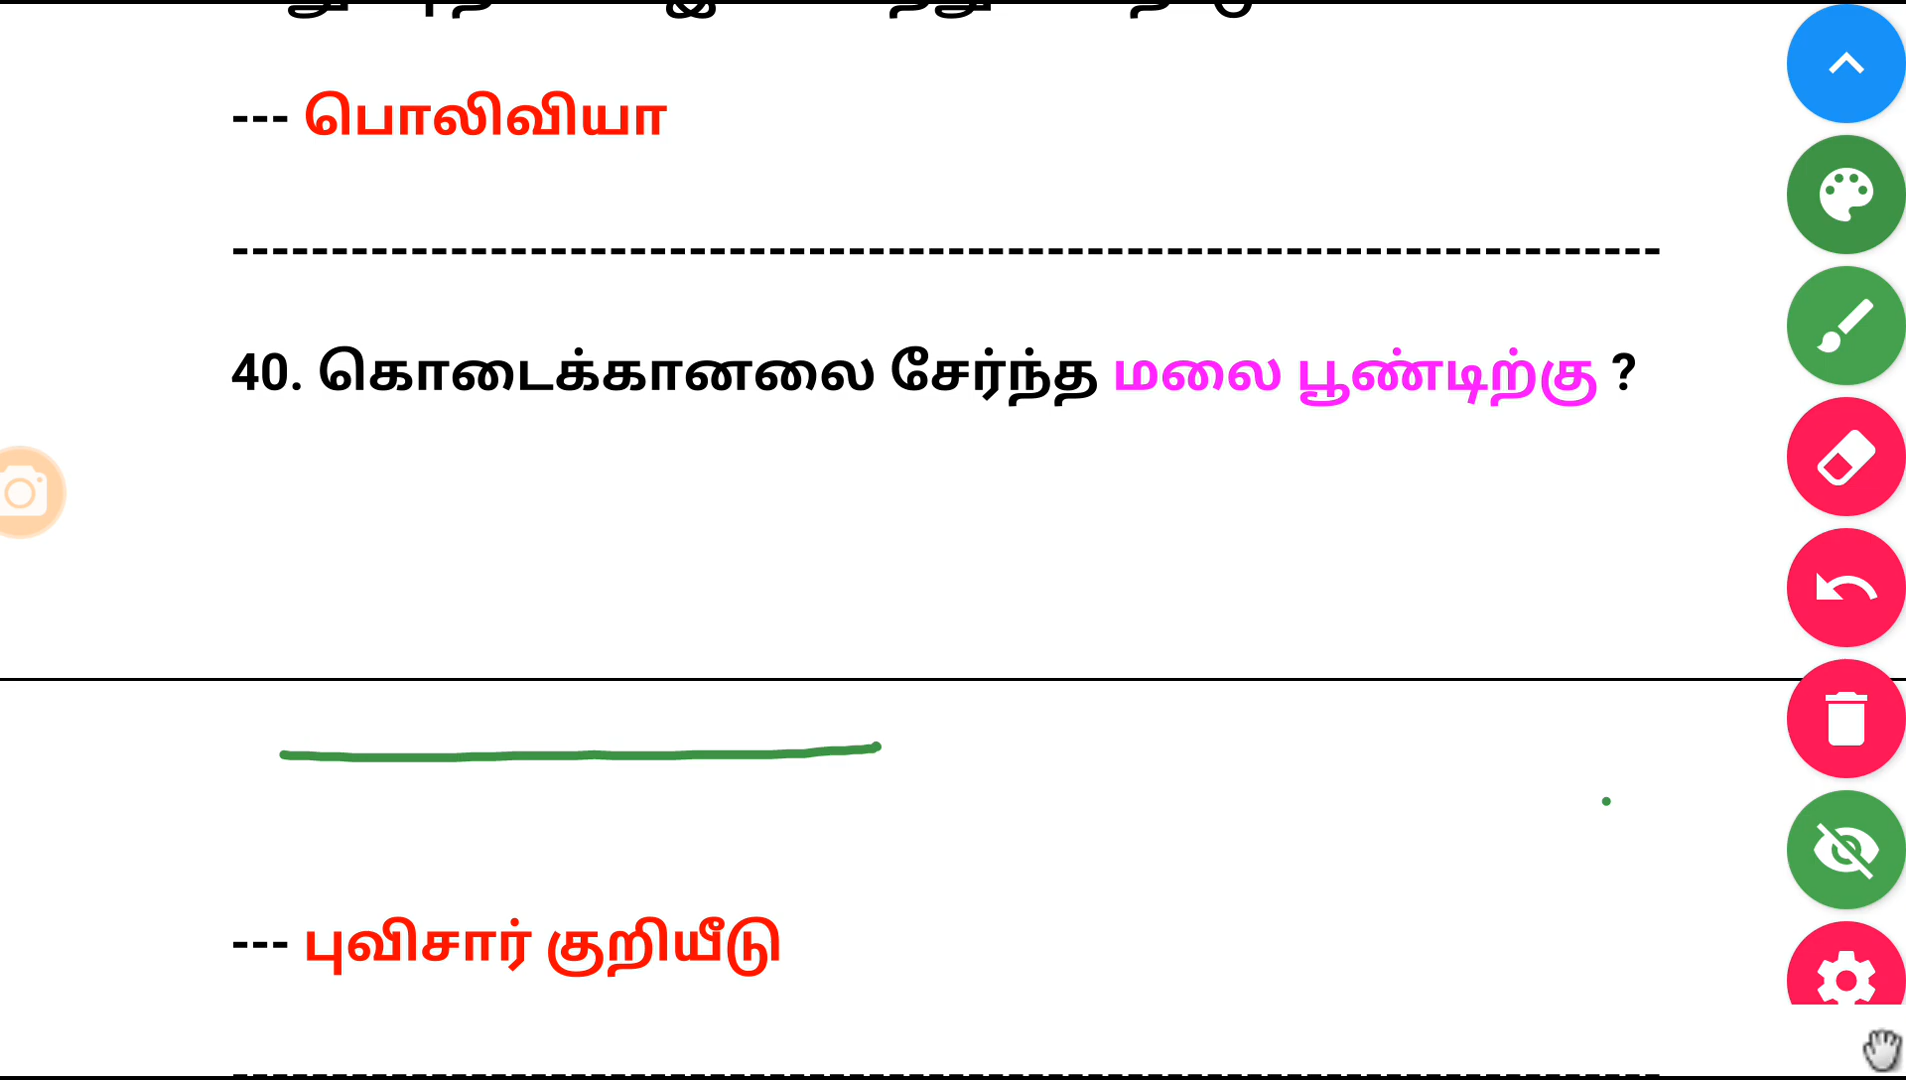 --- பொலிவியா
------------------------------------------------------------------------
40. கொடைக்கானலை சேர்ந்த மலை பூண்டிற்கு ?
--- புவிசார் குறியீடு
------------------------------------------------------------------------